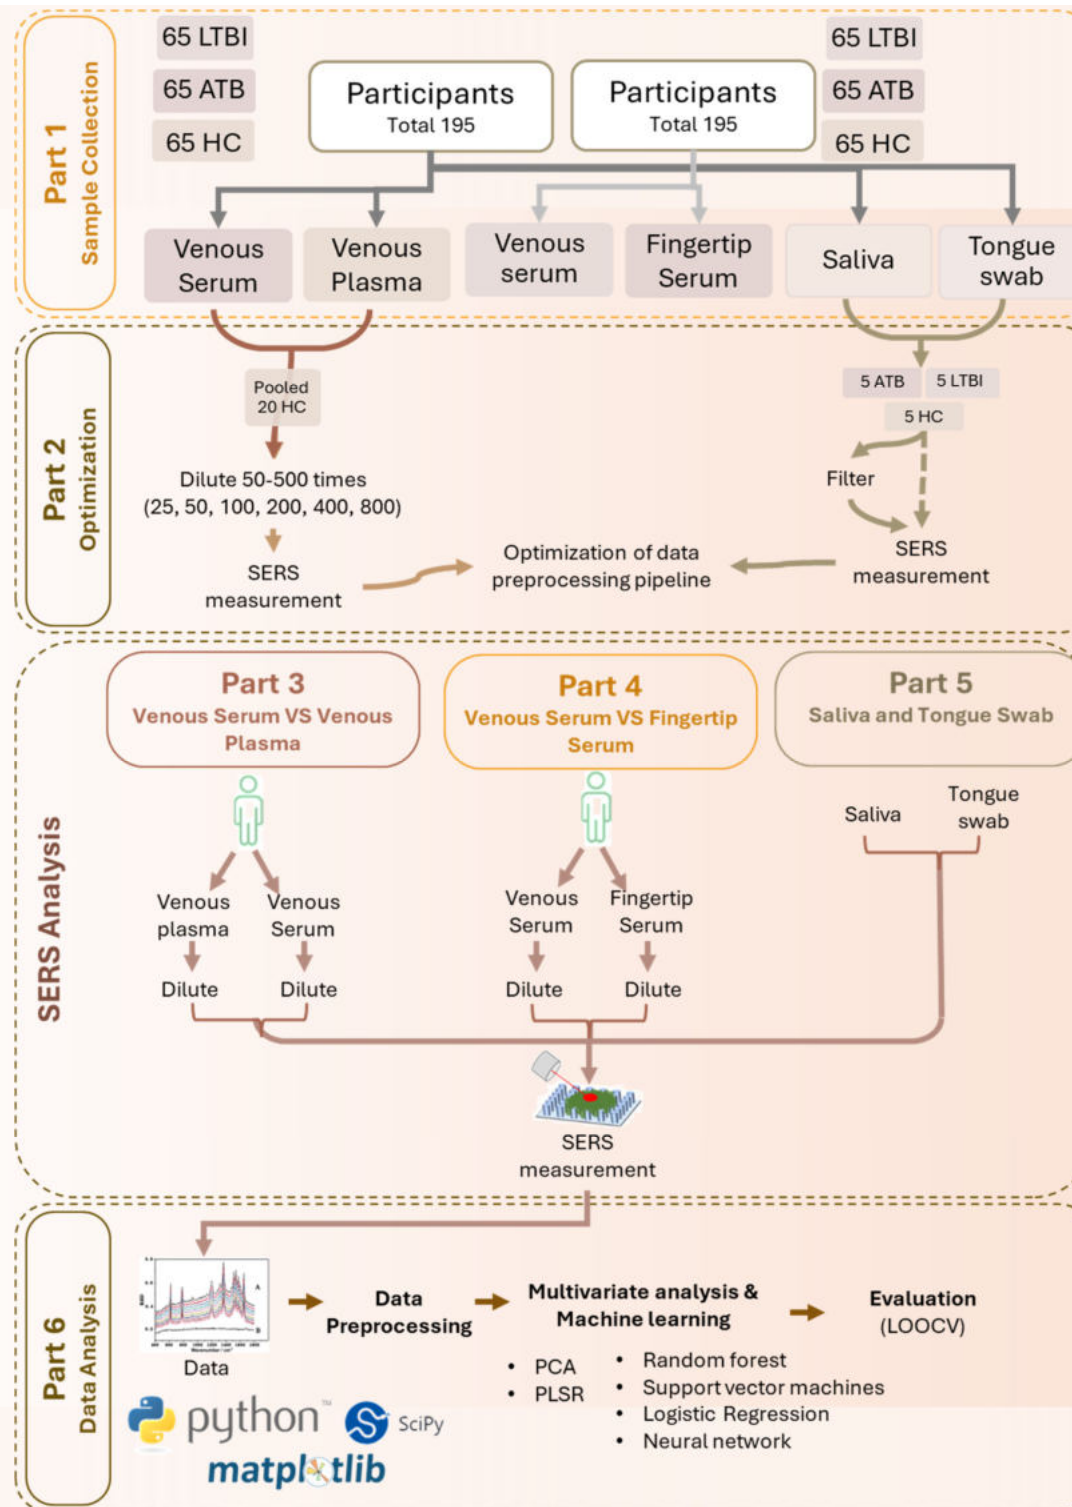 Part 1
Sample Collection
65 LTBI
65 ATB
65 HC
Participants
Total 195
Participants
Total 195
65 LTBI
65 ATB
65 HC
Venous
Serum
Venous
Plasma
Venous
serum
Fingertip
Serum
Saliva
Tongue
swab
Part 2
Optimization
Pooled
20 HC
Dilute 50-500 times
(25, 50, 100, 200, 400, 800)
SERS
measurement
Optimization of data
preprocessing pipeline
5 ATB
5 LTBI
5 HC
Filter
SERS
measurement
SERS Analysis
Part 3
Venous Serum VS Venous
Plasma
Venous
plasma
Venous
Serum
Dilute
Dilute
Part 4
Venous Serum VS Fingertip
Serum
Venous
Serum
Fingertip
Serum
Dilute
Dilute
Part 5
Saliva and Tongue Swab
Saliva
Tongue
swab
SERS
measurement
Part 6
Data Analysis
A
B
Data
Data
Preprocessing
Multivariate analysis &
Machine learning
• PCA
• PLSR
• Random forest
• Support vector machines
• Logistic Regression
• Neural network
Evaluation
(LOOCV)
python™
SciPy
matplotlib